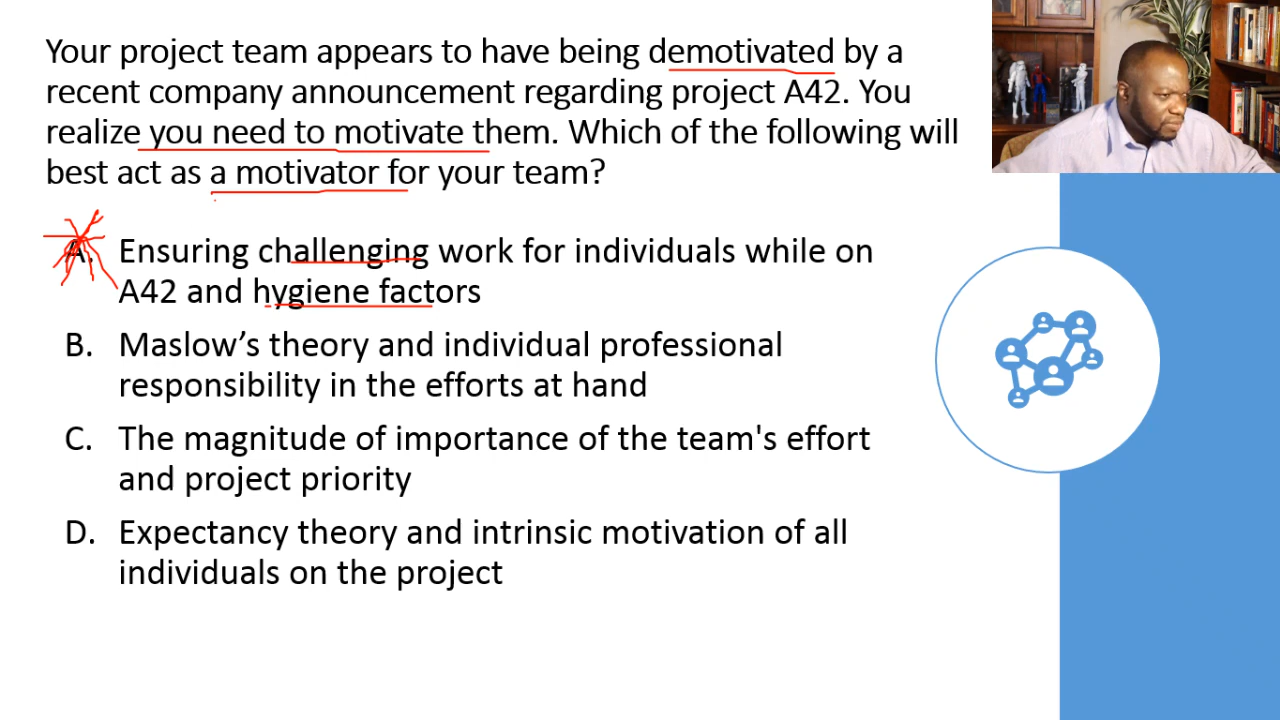 Your project team appears to have being demotivated by a
recent company announcement regarding project A42. You
realize you need to motivate them. Which of the following will
best act as a motivator for your team?
A. Ensuring challenging work for individuals while on
A42 and hygiene factors
B. Maslow’s theory and individual professional
responsibility in the efforts at hand
C. The magnitude of importance of the team's effort
and project priority
D. Expectancy theory and intrinsic motivation of all
individuals on the project